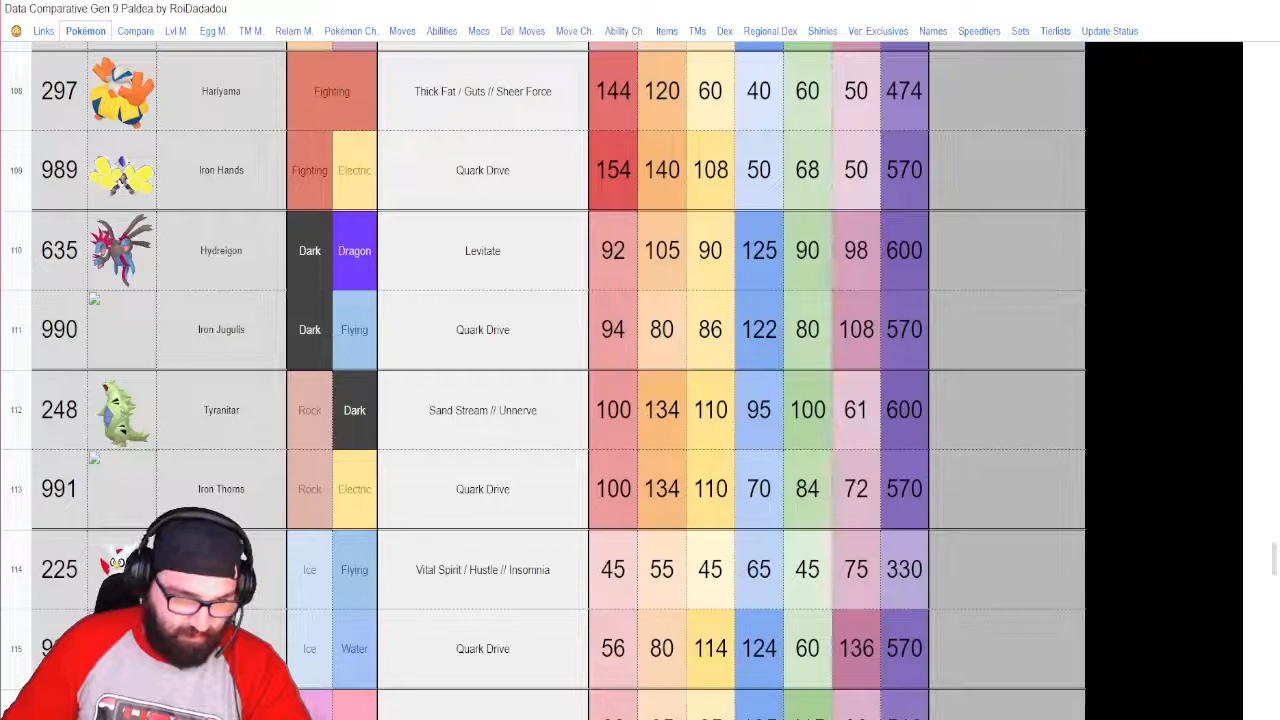 Data Comparative Gen 9 Paldea by RoiDadadou
Links Pokémon Compare Lvl M. Egg M. TM M. Relern M. Pokémon Ch. Moves Abilities Mecs Del. Moves Move Ch. Ability Ch. Items TMs Dex Regional Dex Shinies Ver. Exclusives Names Speedtiers Sets Tierlists Update Status
108 297 Hariyama Fighting Thick Fat / Guts // Sheer Force 144 120 60 40 60 50 474
109 989 Iron Hands Fighting Electric Quark Drive 154 140 108 50 68 50 570
110 635 Hydreigon Dark Dragon Levitate 92 105 90 125 90 98 600
111 990 Iron Jugulis Dark Flying Quark Drive 94 80 86 122 80 108 570
112 248 Tyranitar Rock Dark Sand Stream // Unnerve 100 134 110 95 100 61 600
113 991 Iron Thorns Rock Electric Quark Drive 100 134 110 70 84 72 570
114 225 Ice Flying Vital Spirit / Hustle // Insomnia 45 55 45 65 45 75 330
115 Ice Water Quark Drive 56 80 114 124 60 136 570